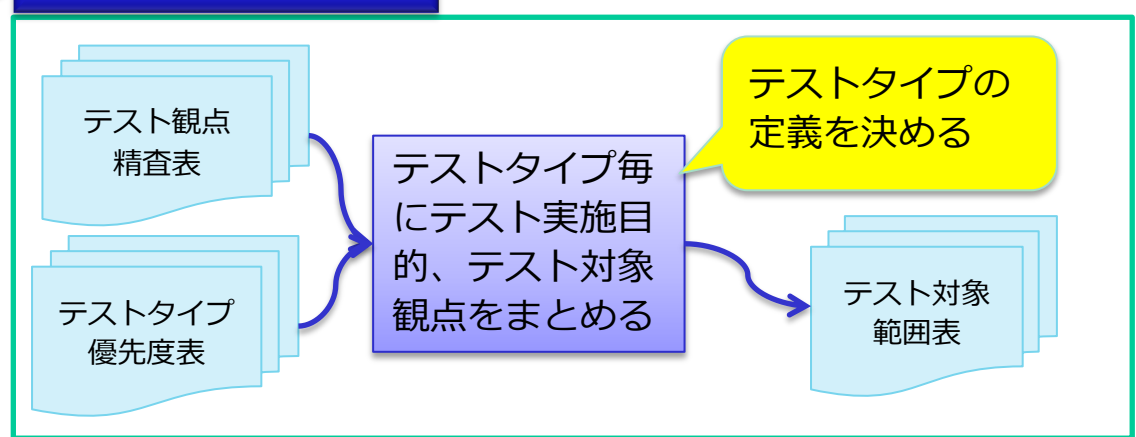 テスト観点
精査表
テストタイプ
優先度表
テストタイプ毎
にテスト実施目
的、テスト対象
観点をまとめる
テストタイプの
定義を決める
テスト対象
範囲表